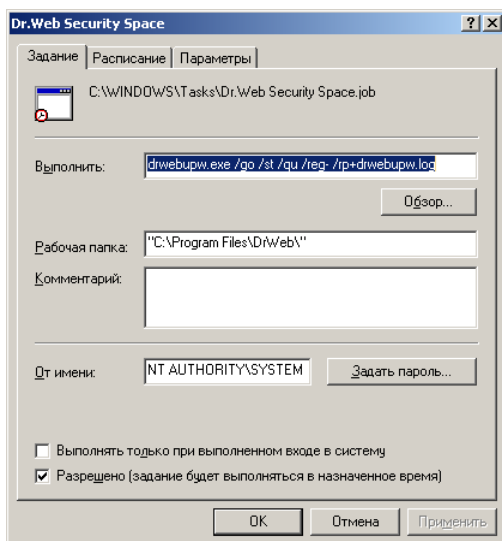 Dr.Web Security Space
Задание Расписание Параметры
C:\WINDOWS\Tasks\Dr.Web Security Space.job
Выполнить: drwebupw.exe /go /st /qu /reg- /rp+drwebupw.log
Обзор...
Рабочая папка: "C:\Program Files\DrWeb\"
Комментарий:
От имени: NT AUTHORITY\SYSTEM Задать пароль...
Выполнять только при выполненном входе в систему
Разрешено (задание будет выполняться в назначенное время)
OK Отмена Применить